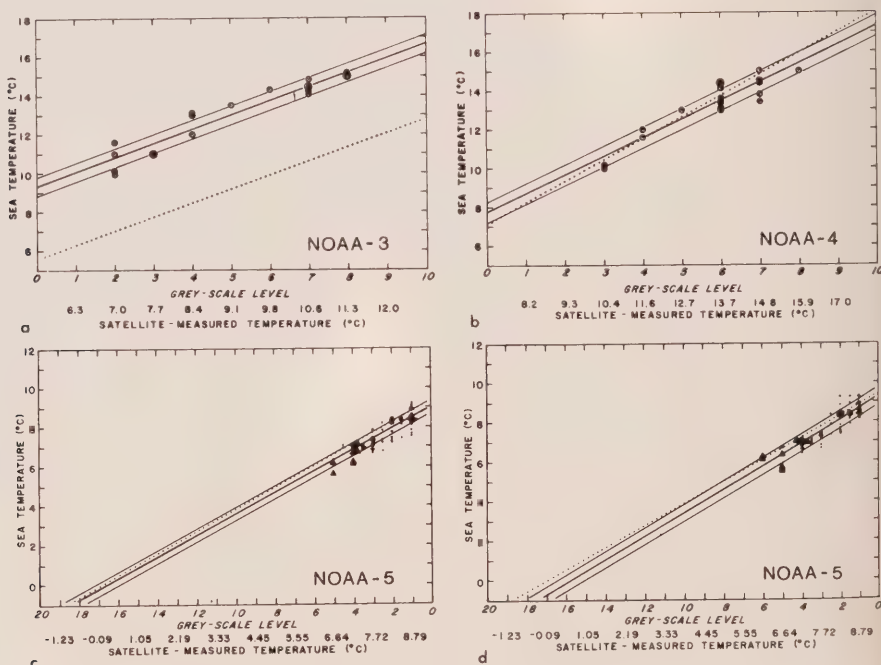 18
16
14
12
10
8
6
SEA TEMPERATURE (°C)
NOAA-3
0 1 2 3 4 5 6 7 8 9 10
GREY-SCALE LEVEL
6.3 7.0 7.7 8.4 9.1 9.8 10.6 11.3 12.0
SATELLITE-MEASURED TEMPERATURE (°C)
a
18
16
14
12
10
8
6
SEA TEMPERATURE (°C)
NOAA-4
0 1 2 3 4 5 6 7 8 9 10
GREY-SCALE LEVEL
8.2 9.3 10.4 11.6 12.7 13.7 14.8 15.9 17.0
SATELLITE-MEASURED TEMPERATURE (°C)
b
12
10
8
6
4
2
0
SEA TEMPERATURE (°C)
NOAA-5
20 18 16 14 12 10 8 6 4 2 0
GREY-SCALE LEVEL
-1.23 -0.09 1.05 2.19 3.33 4.45 5.55 6.64 7.72 8.79
SATELLITE-MEASURED TEMPERATURE (°C)
c
12
10
8
6
2
0
SEA TEMPERATURE (°C)
NOAA-5
20 18 16 14 12 10 8 6 4 2 0
GREY-SCALE LEVEL
-1.23 -0.09 1.05 2.19 3.33 4.45 5.55 6.64 7.72 8.79
SATELLITE-MEASURED TEMPERATURE (°C)
d